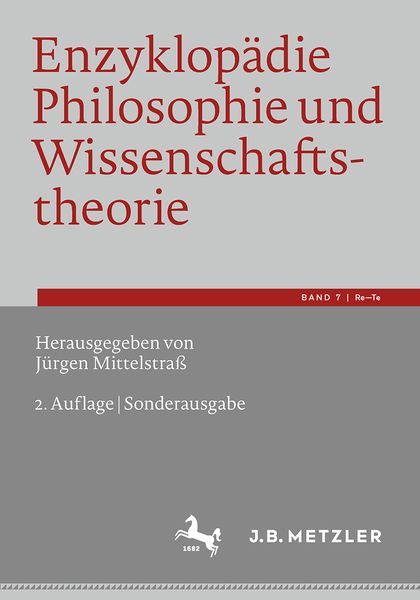 Enzyklopädie
Philosophie und
Wissenschafts-
theorie
BAND 7 | Re—Te
Herausgegeben von
Jürgen Mittelstraß
2. Auflage | Sonderausgabe
1682
J.B. METZLER